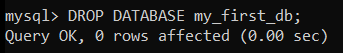 mysql> DROP DATABASE my_first_db;
Query OK, 0 rows affected (0.00 sec)